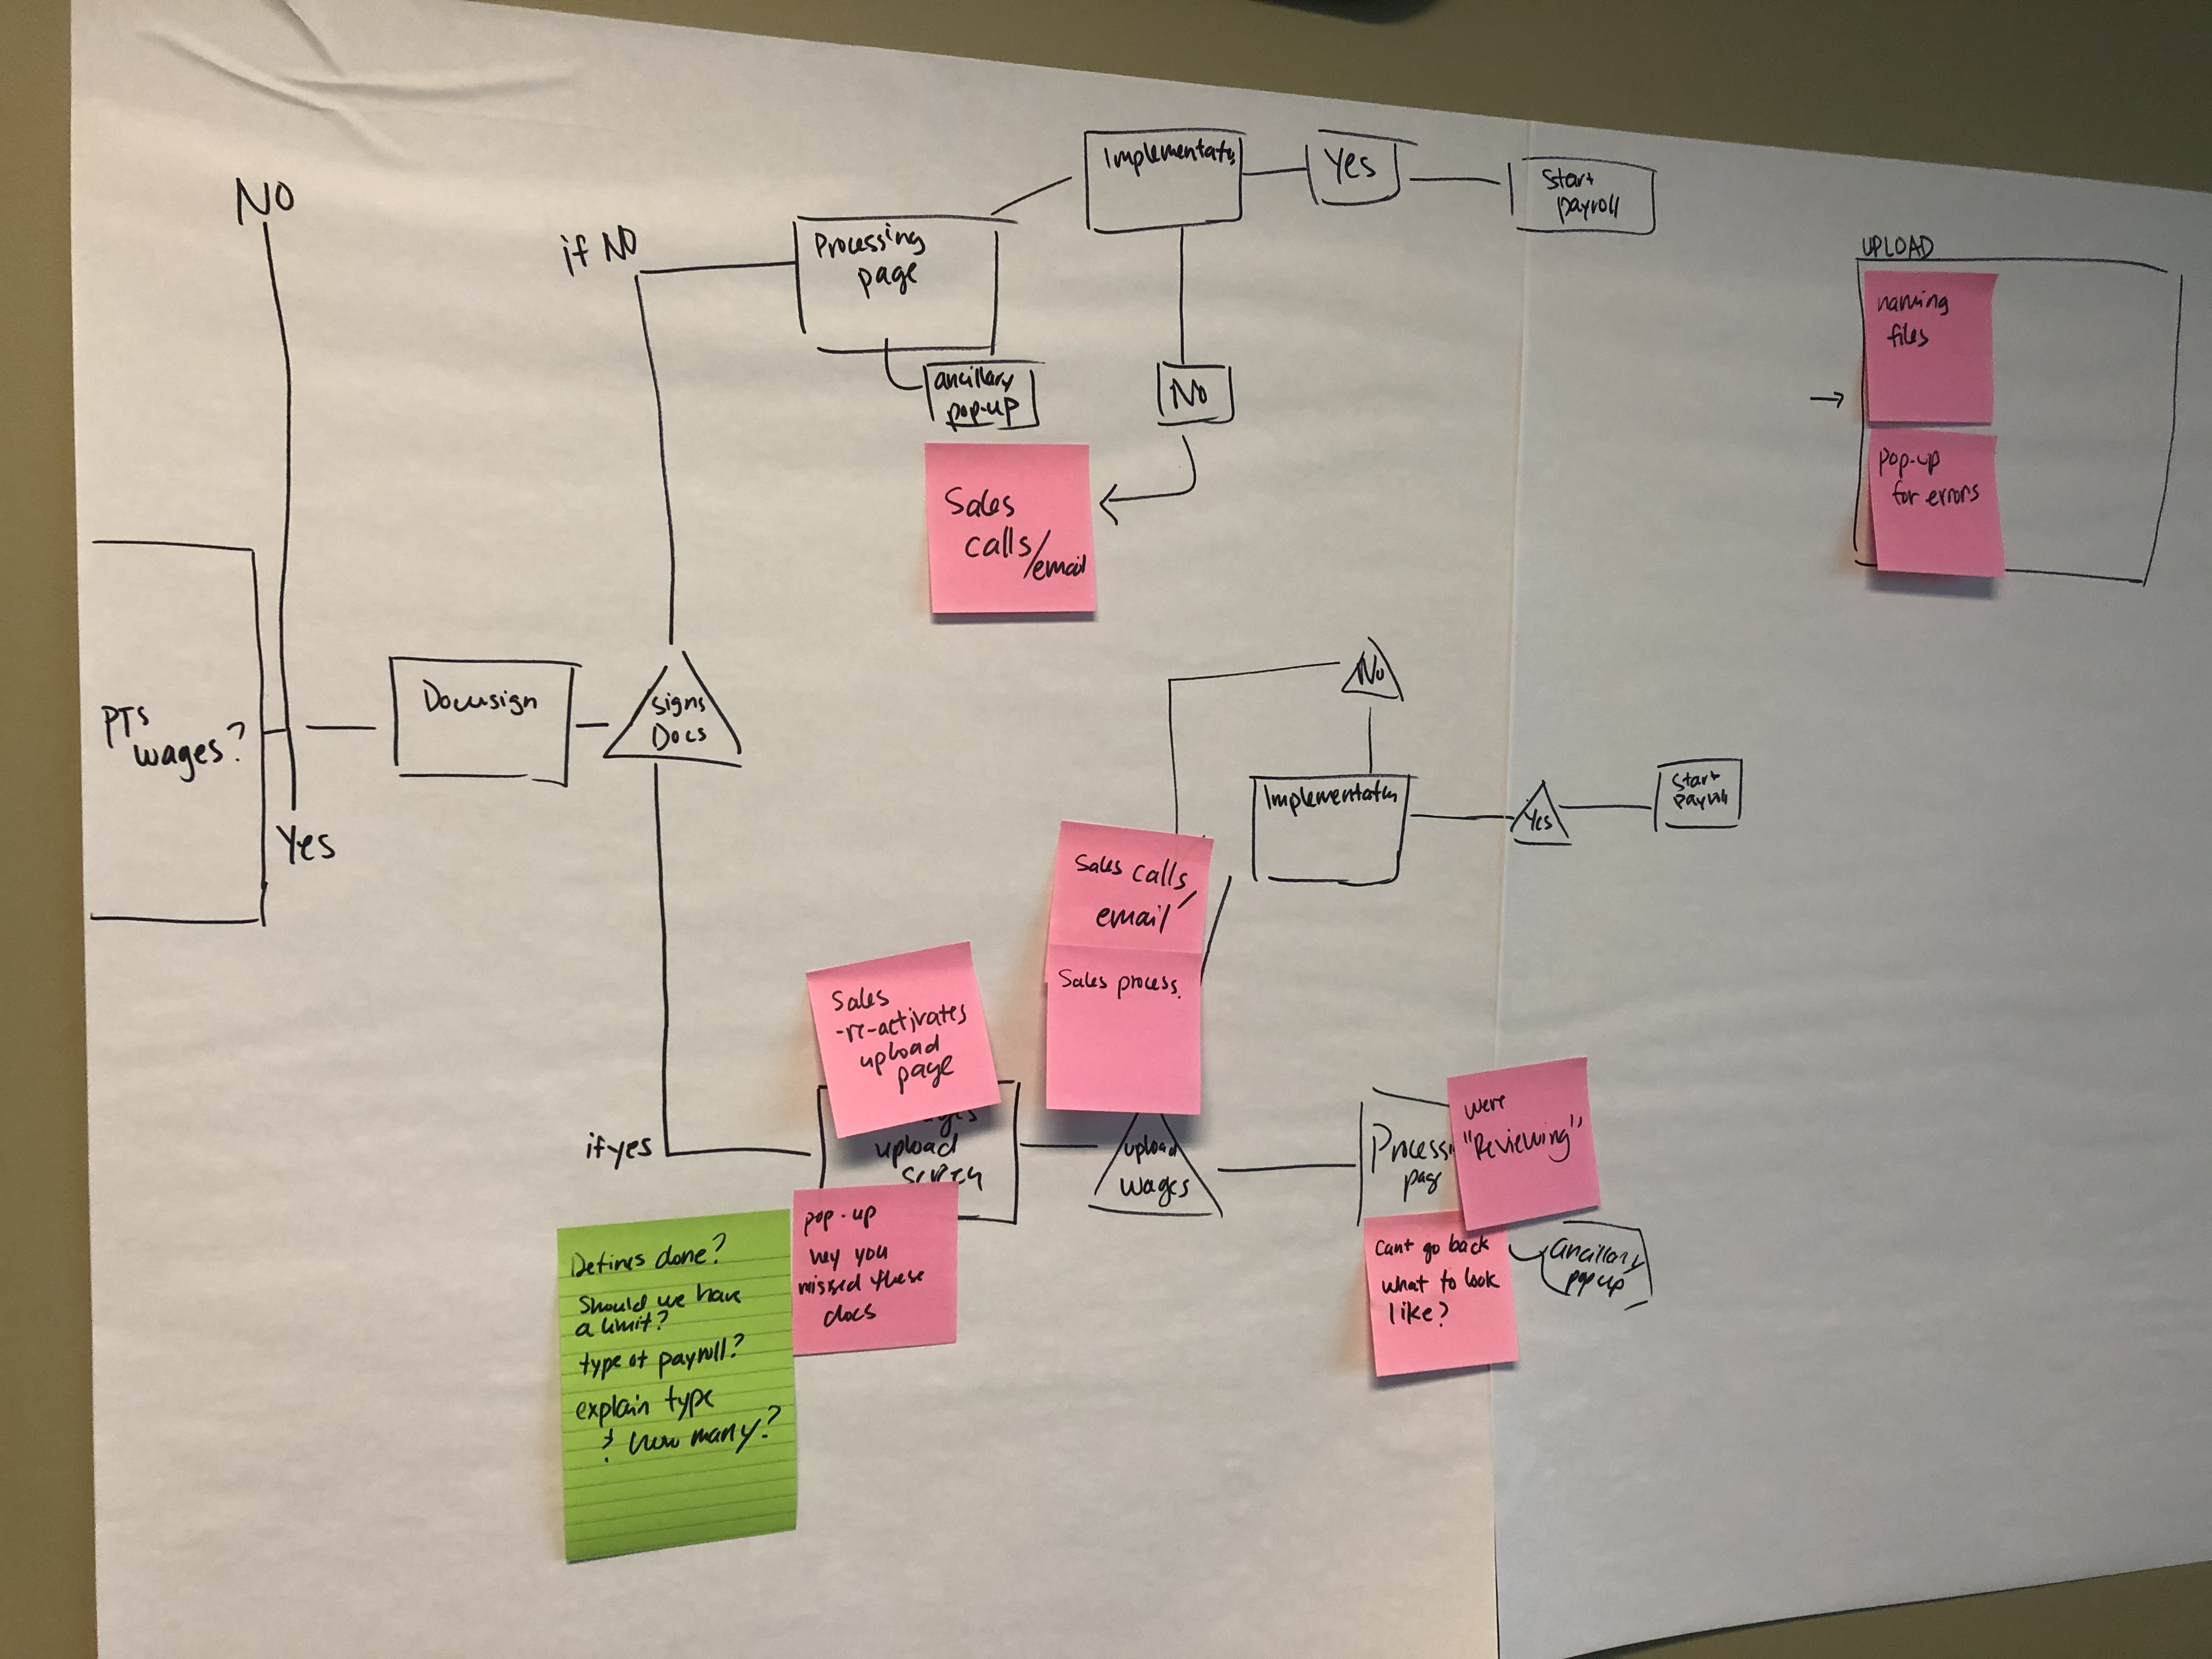 NO
PTS
wages?
Yes
Docusign
Signs
Docs
if NO
Processing
page
ancillary
pop-up
Implementatn
Yes
Start
payroll
No
Sales
calls/email
UPLOAD
naming
files
→
pop-up
for errors
No
Implementatn
Yes
Start
payroll
Sales calls/
email
Sales process.
if yes
Sales
-re-activates
upload
page
upload
screen
pop-up
hey you
missed these
docs
Defines done?
Should we have
a limit?
type of payroll?
explain type
& how many?
upload
wages
Process
page
were
"Reviewing"
Cant go back
what to look
like?
ancillary
pop up